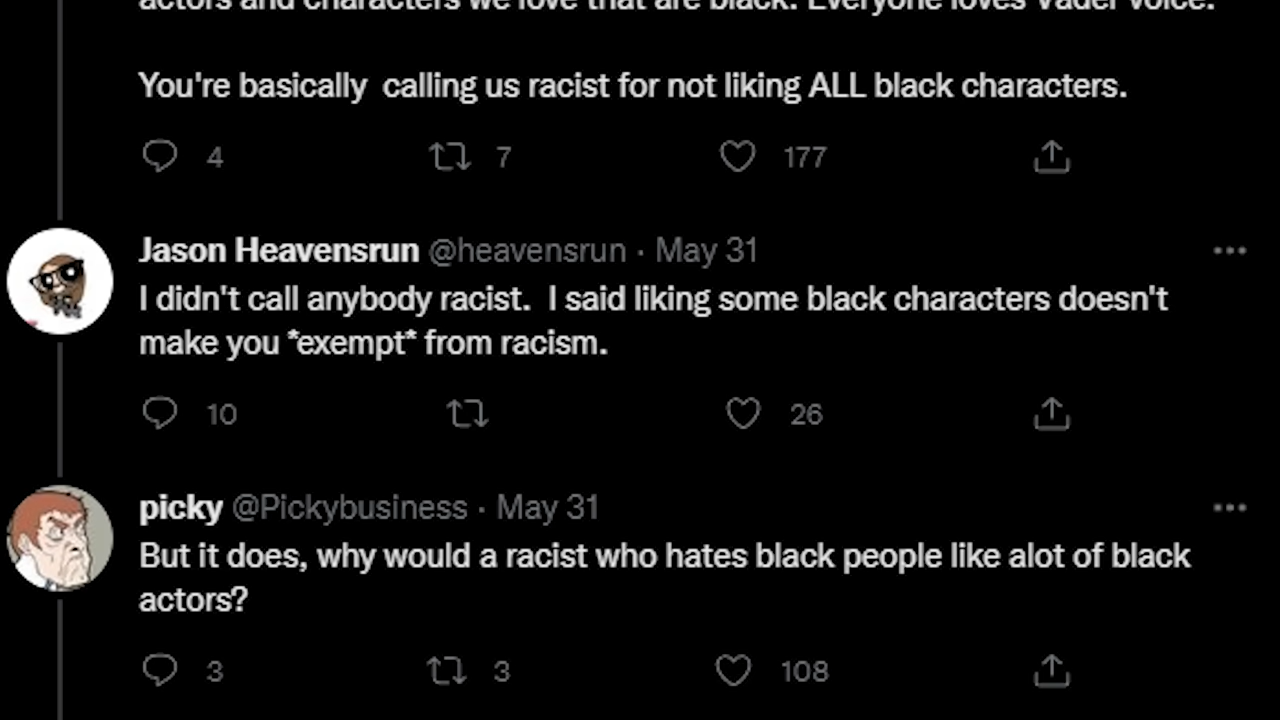 actors and characters we love that are black. Everyone loves Vader voice.
You're basically  calling us racist for not liking ALL black characters.
4 7 177
Jason Heavensrun @heavensrun · May 31
I didn't call anybody racist.  I said liking some black characters doesn't
make you *exempt* from racism.
10 26
picky @Pickybusiness · May 31
But it does, why would a racist who hates black people like alot of black
actors?
3 3 108